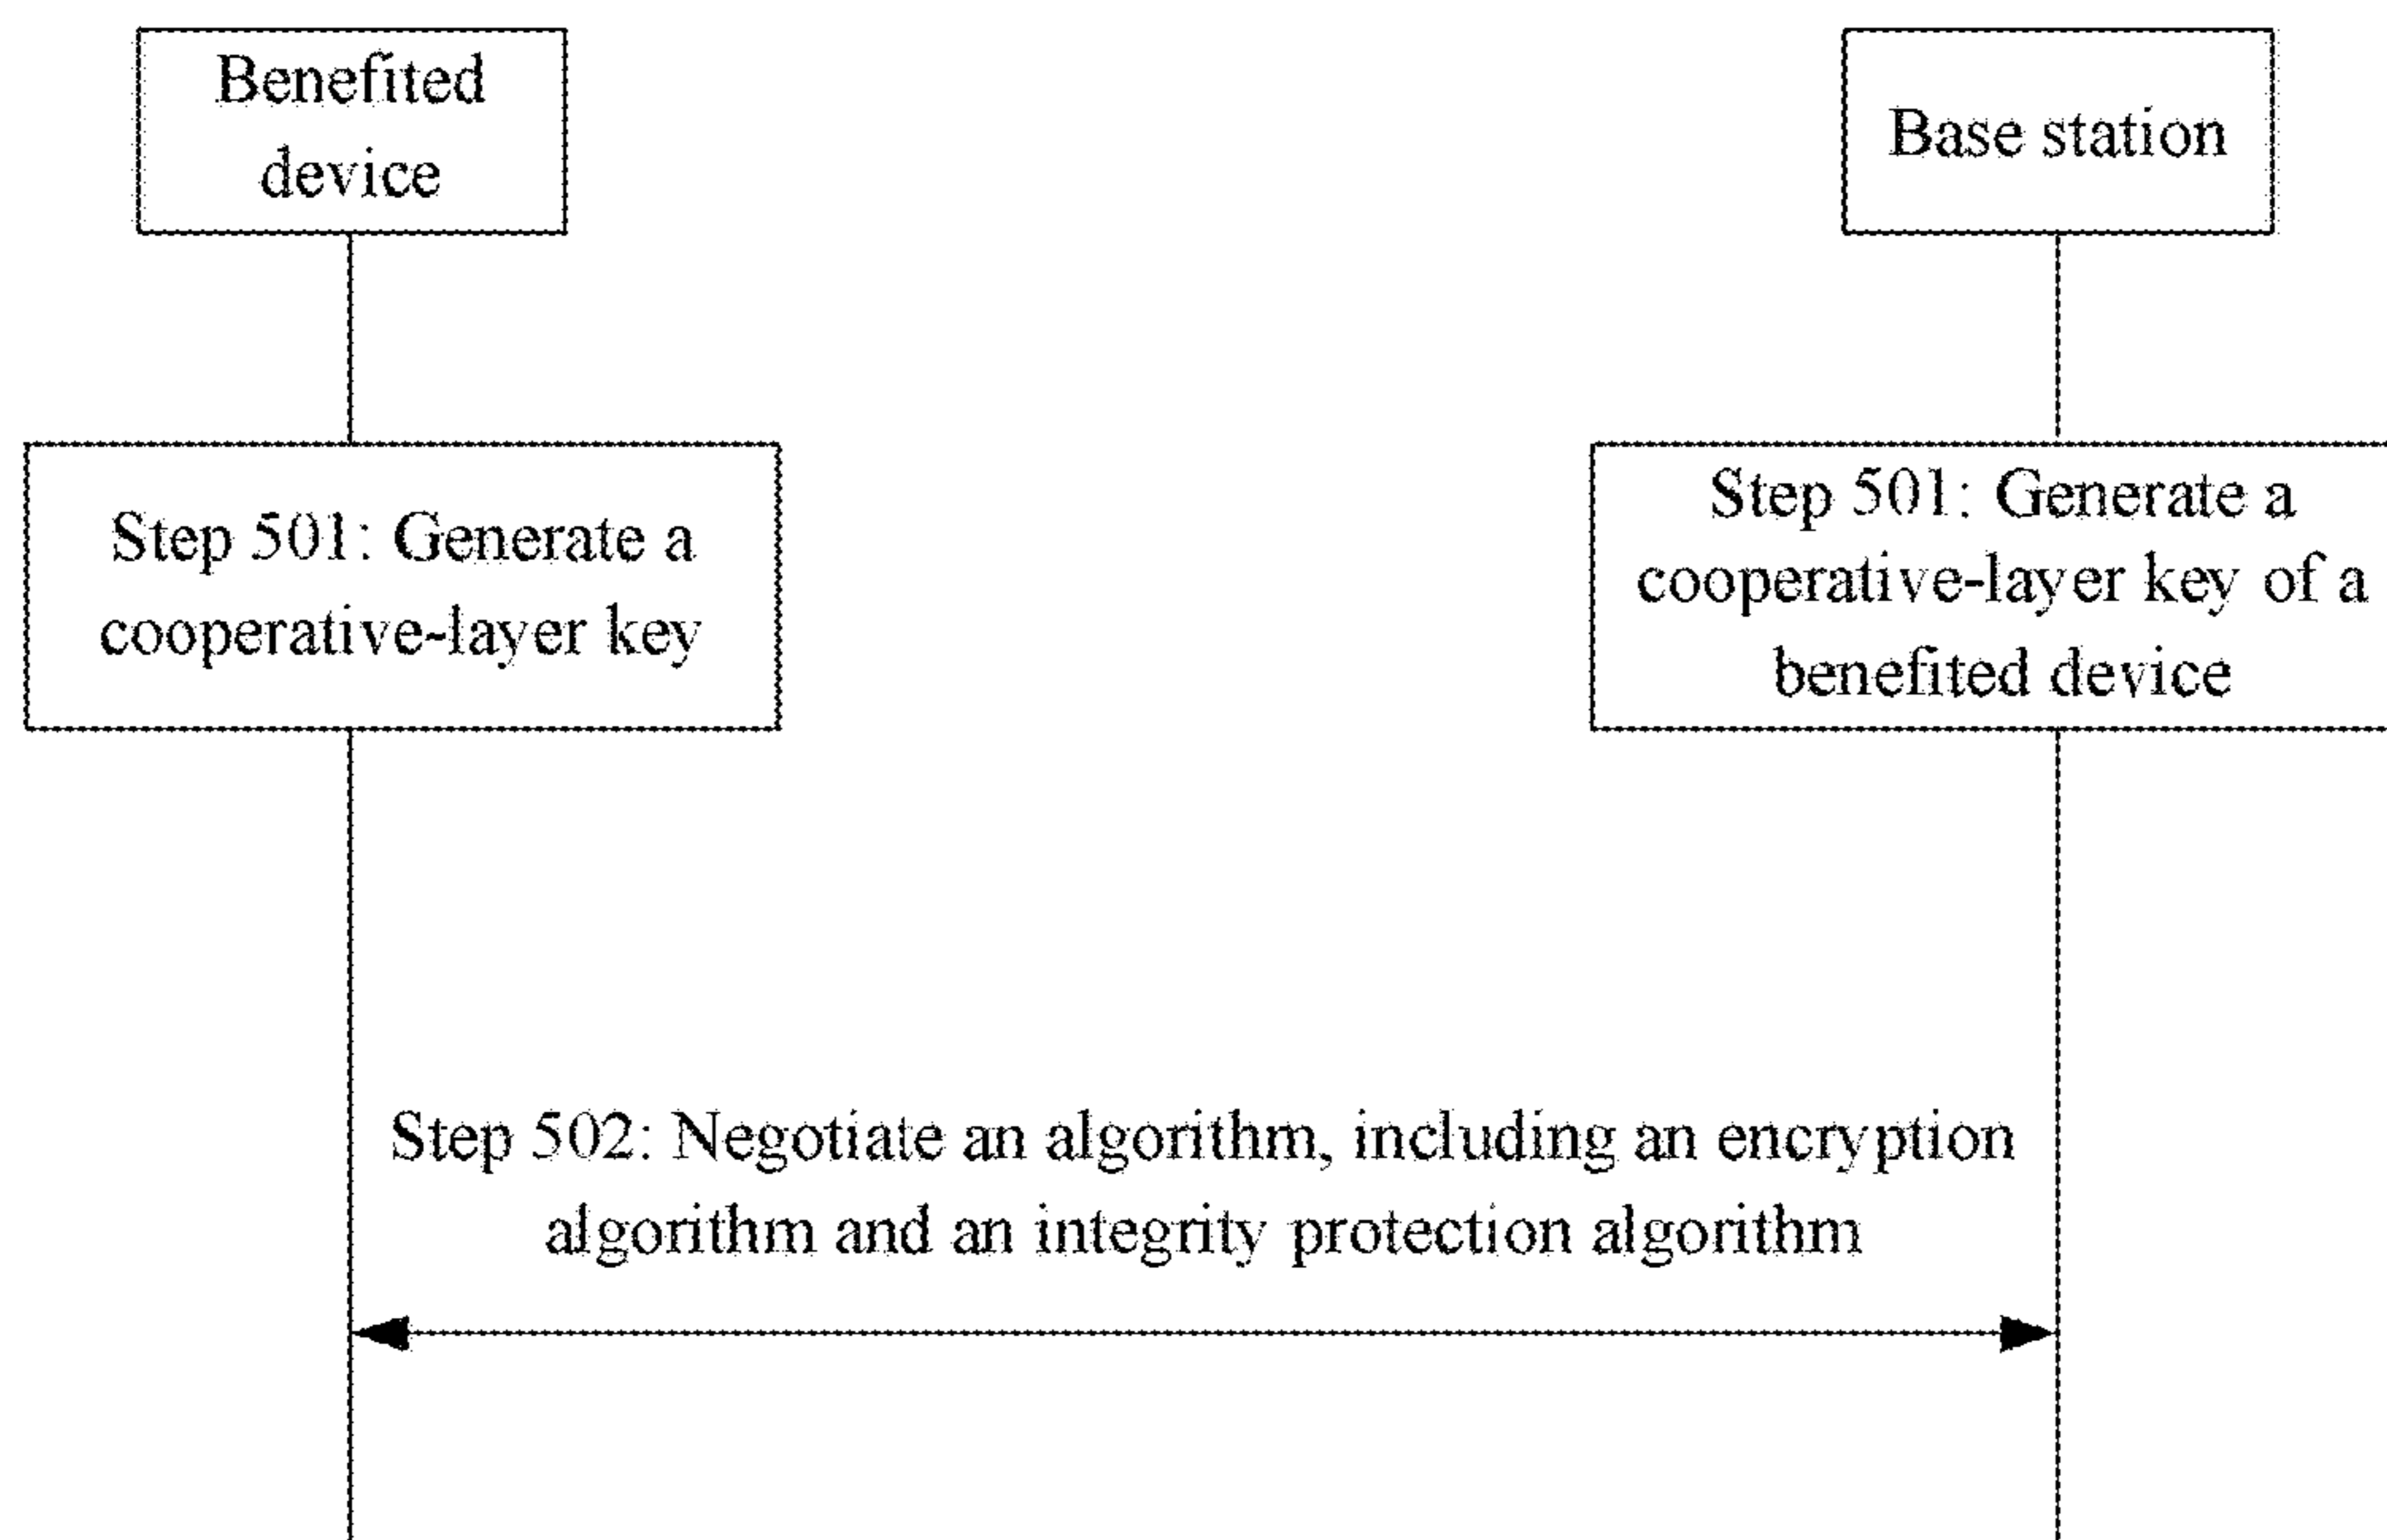 Benefited
device
Base station
Step 501: Generate a
cooperative-layer key
Step 501: Generate a
cooperative-layer key of a
benefited device
Step 502: Negotiate an algorithm, including an encryption
algorithm and an integrity protection algorithm